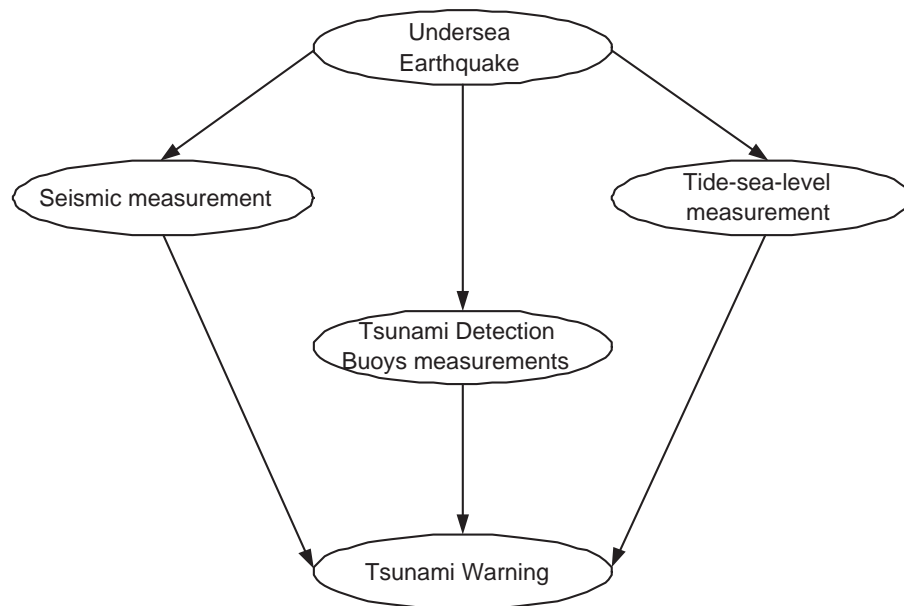 Undersea
Earthquake
Seismic measurement
Tide-sea-level
measurement
Tsunami Detection
Buoys measurements
Tsunami Warning